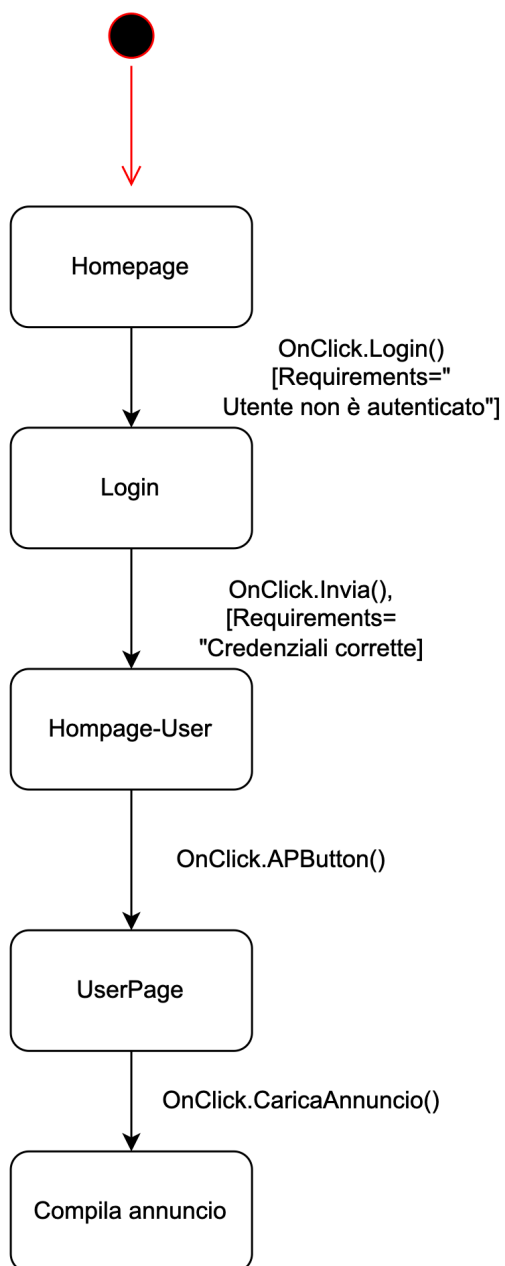 Homepage
OnClick.Login()
[Requirements="
Utente non è autenticato"]
Login
OnClick.Invia(),
[Requirements=
"Credenziali corrette]
Hompage-User
OnClick.APButton()
UserPage
OnClick.CaricaAnnuncio()
Compila annuncio